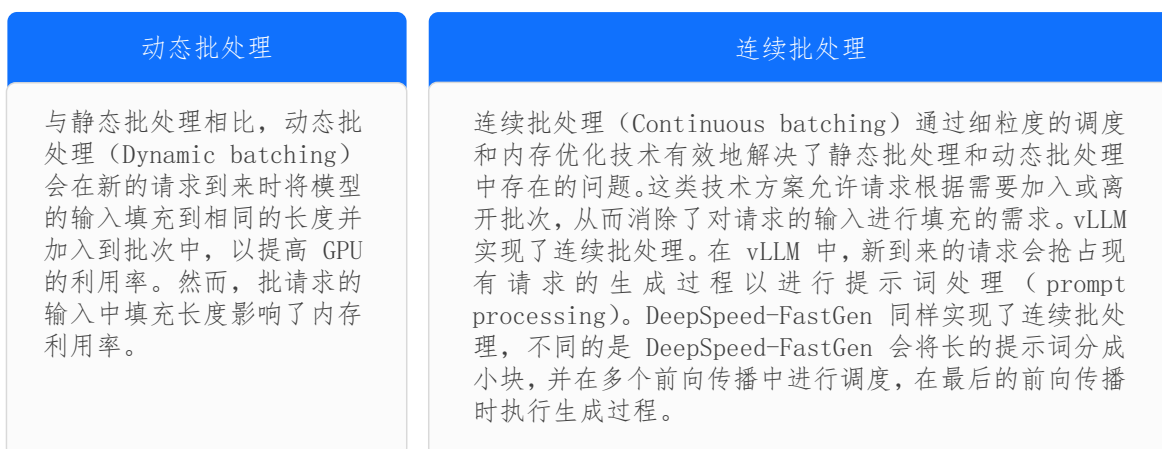 动态批处理
与静态批处理相比，动态批
处理（Dynamic batching）
会在新的请求到来时将模型
的输入填充到相同的长度并
加入到批次中，以提高 GPU
的利用率。然而，批请求的
输入中填充长度影响了内存
利用率。
连续批处理
连续批处理（Continuous batching）通过细粒度的调度
和内存优化技术有效地解决了静态批处理和动态批处理
中存在的问题。这类技术方案允许请求根据需要加入或离
开批次，从而消除了对请求的输入进行填充的需求。vLLM
实现了连续批处理。在 vLLM 中，新到来的请求会抢占现
有请求的生成过程以进行提示词处理（prompt
processing）。DeepSpeed-FastGen 同样实现了连续批处
理，不同的是 DeepSpeed-FastGen 会将长的提示词分成
小块，并在多个前向传播中进行调度，在最后的前向传播
时执行生成过程。